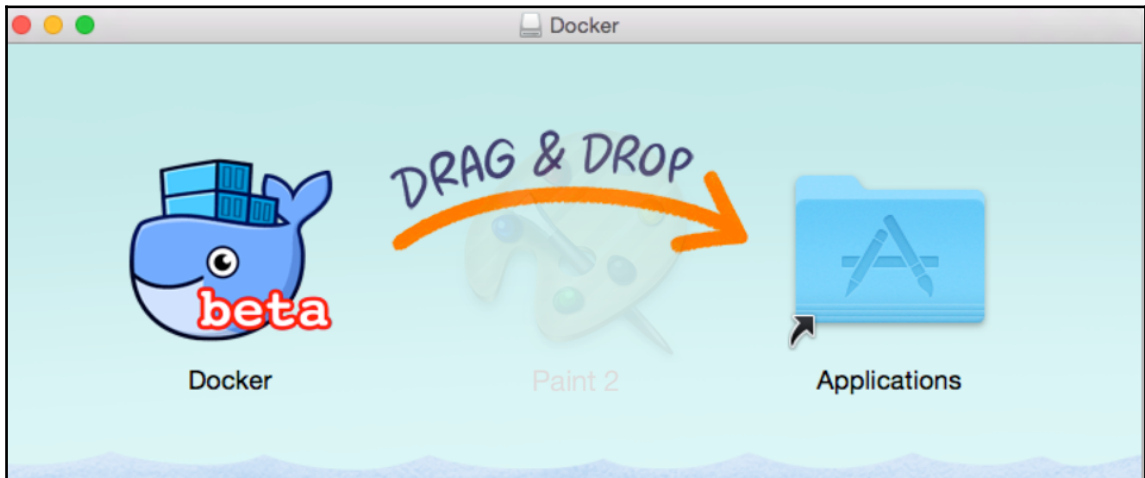 Docker
DRAG & DROP
beta
Docker
Paint 2
Applications